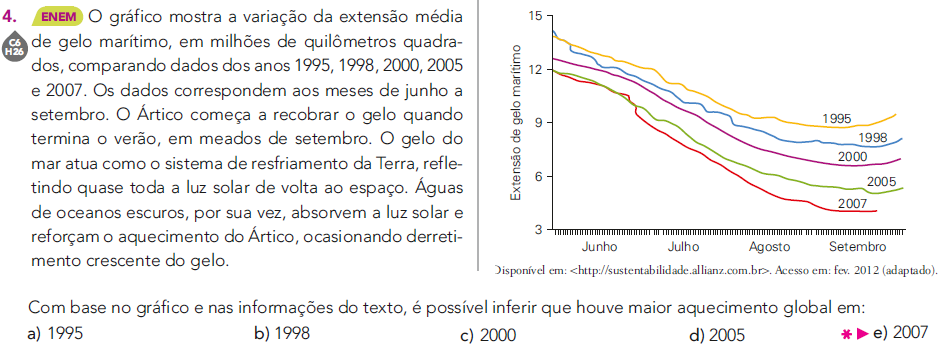 4. ENEM O gráfico mostra a variação da extensão média
C6
H26
de gelo marítimo, em milhões de quilômetros quadra-
dos, comparando dados dos anos 1995, 1998, 2000, 2005
e 2007. Os dados correspondem aos meses de junho a
setembro. O Ártico começa a recobrar o gelo quando
termina o verão, em meados de setembro. O gelo do
mar atua como o sistema de resfriamento da Terra, refle-
tindo quase toda a luz solar de volta ao espaço. Águas
de oceanos escuros, por sua vez, absorvem a luz solar e
reforçam o aquecimento do Ártico, ocasionando derreti-
mento crescente do gelo.
Extensão de gelo marítimo
15
12
9
6
3
1995
1998
2000
2005
2007
Junho Julho Agosto Setembro
Disponível em: <http://sustentabilidade.allianz.com.br>. Acesso em: fev. 2012 (adaptado).
Com base no gráfico e nas informações do texto, é possível inferir que houve maior aquecimento global em:
a) 1995 b) 1998 c) 2000 d) 2005 e) 2007